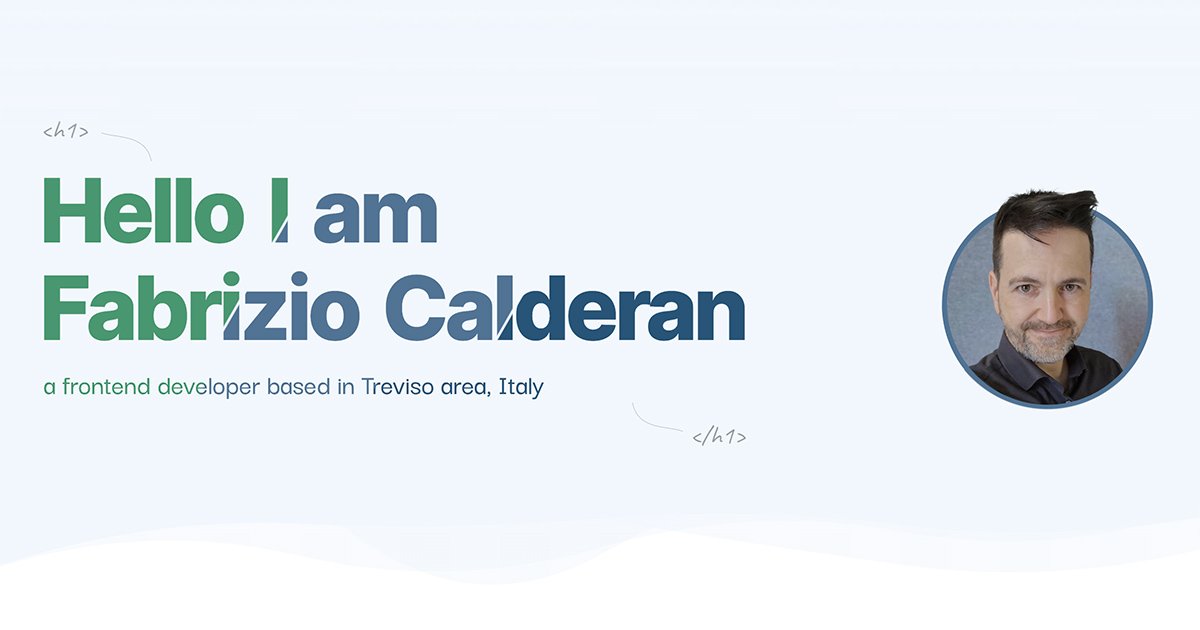 <h1>
Hello I am
Fabrizio Calderan
a frontend developer based in Treviso area, Italy
</h1>